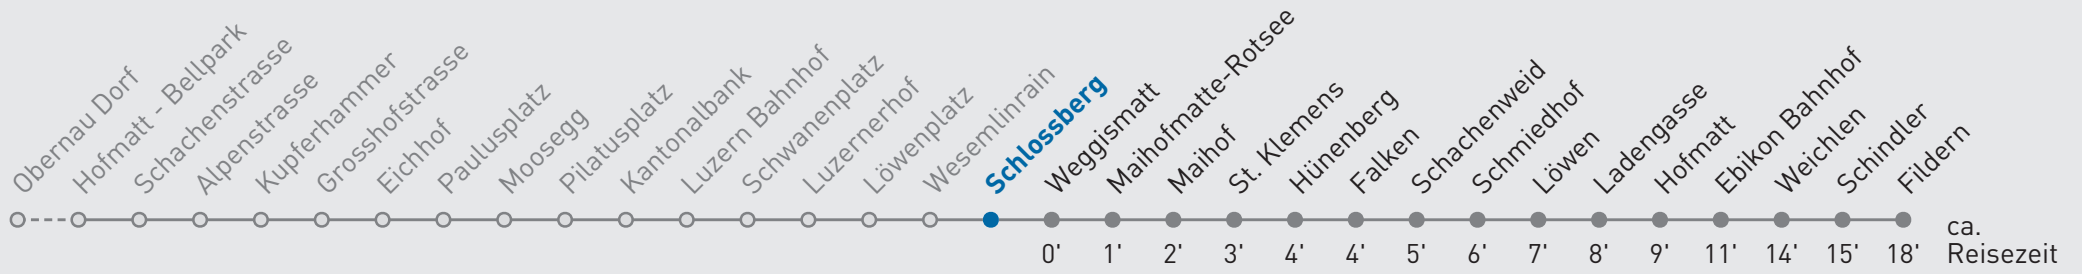 Obernau Dorf
Hofmatt - Bellpark
Schachenstrasse
Alpenstrasse
Kupferhammer
Grosshofstrasse
Eichhof
Paulusplatz
Moosegg
Pilatusplatz
Kantonalbank
Luzern Bahnhof
Schwanenplatz
Luzernerhof
Löwenplatz
Wesemlinrain
Schlossberg
Weggismatt
Maihofmatte-Rotsee
Maihof
St. Klemens
Hünenberg
Falken
Schachenweid
Schmiedhof
Löwen
Ladengasse
Hofmatt
Ebikon Bahnhof
Weichlen
Schindler
Fildern
ca.
0' 1' 2' 3' 4' 4' 5' 6' 7' 8' 9' 11' 14' 15' 18' Reisezeit